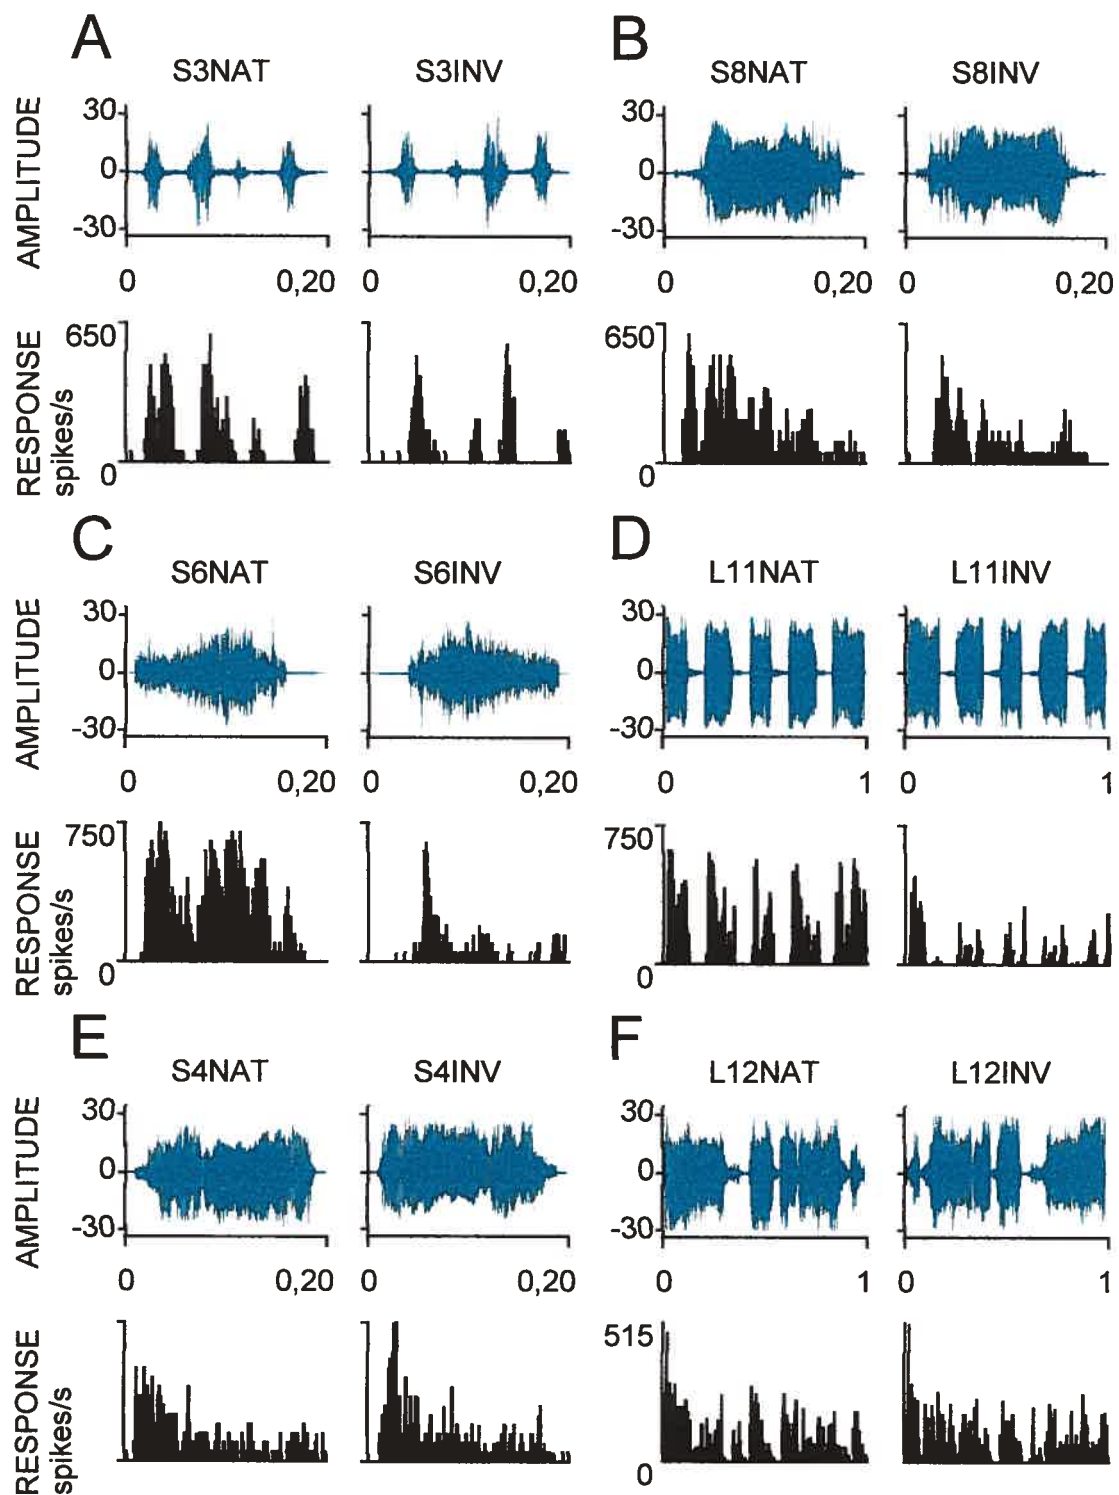 A
B
S3NAT
S3INV
S8NAT
S8INV
AMPLITUDE
30
0
-30
30
0
-30
0
0,20
0
0,20
0
0,20
0
0,20
RESPONSE
spikes/s
650
0
650
0
C
D
S6NAT
S6INV
L11NAT
L11INV
AMPLITUDE
30
0
-30
30
0
-30
0
0,20
0
0,20
0
1
0
1
RESPONSE
spikes/s
750
0
750
0
E
F
S4NAT
S4INV
L12NAT
L12INV
AMPLITUDE
30
0
-30
30
0
-30
0
0,20
0
0,20
0
1
0
1
RESPONSE
spikes/s
515
0